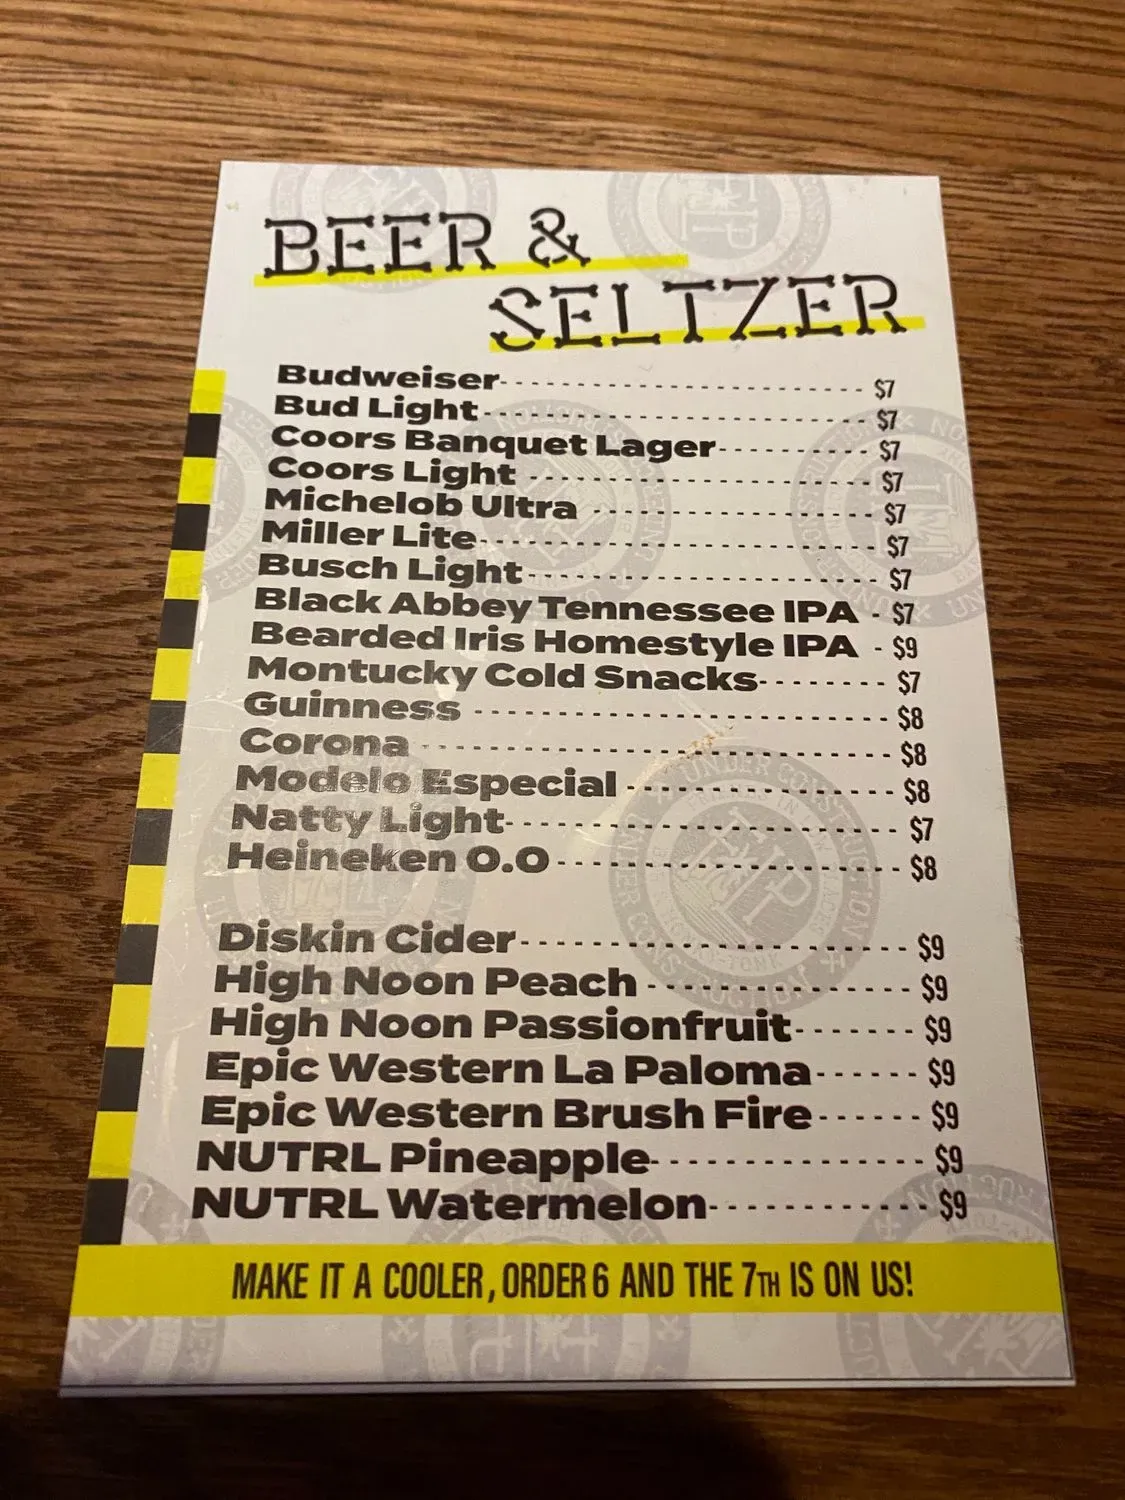 BEER &
SELTZER
Budweiser - - - - - - - - - - - - - - - - - - - - - - $7
Bud Light - - - - - - - - - - - - - - - - - - - - - - $7
Coors Banquet Lager - - - - - - - - - - $7
Coors Light - - - - - - - - - - - - - - - - - - - - $7
Michelob Ultra - - - - - - - - - - - - - - - - - $7
Miller Lite - - - - - - - - - - - - - - - - - - - - - - $7
Busch Light - - - - - - - - - - - - - - - - - - - - $7
Black Abbey Tennessee IPA - $7
Bearded Iris Homestyle IPA - $9
Montucky Cold Snacks - - - - - - - - $7
Guinness - - - - - - - - - - - - - - - - - - - - - - - $8
Corona - - - - - - - - - - - - - - - - - - - - - - - - - $8
Modelo Especial - - - - - - - - - - - - - - - $8
Natty Light - - - - - - - - - - - - - - - - - - - - - $7
Heineken 0.0 - - - - - - - - - - - - - - - - - - - $8
Diskin Cider - - - - - - - - - - - - - - - - - - - - $9
High Noon Peach - - - - - - - - - - - - - - $9
High Noon Passionfruit - - - - - - - $9
Epic Western La Paloma - - - - - - $9
Epic Western Brush Fire - - - - - - $9
NUTRL Pineapple - - - - - - - - - - - - - - - $9
NUTRL Watermelon - - - - - - - - - - - - $9
MAKE IT A COOLER, ORDER 6 AND THE 7TH IS ON US!